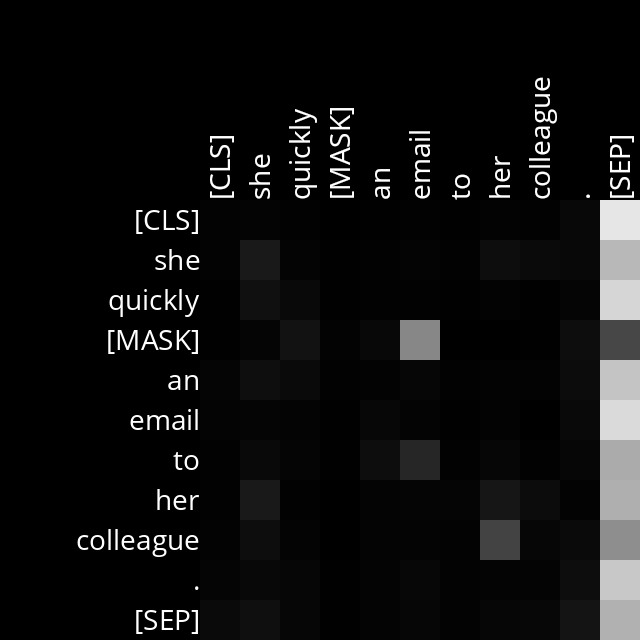 [CLS]
she
quickly
[MASK]
an
email
to
her
colleague
.
[SEP]
[CLS]
she
quickly
[MASK]
an
email
to
her
colleague
.
[SEP]